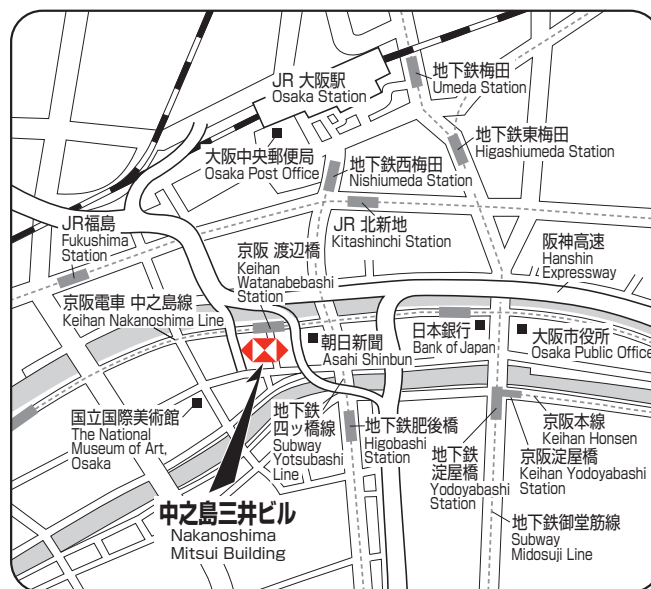 JR 大阪駅
Osaka Station
地下鉄梅田
Umeda Station
地下鉄東梅田
Higashiumeda Station
大阪中央郵便局
Osaka Post Office
地下鉄西梅田
Nishiumeda Station
JR 北新地
Kitashinchi Station
JR福島
Fukushima
Station
京阪 渡辺橋
Keihan
Watanabebashi
Station
阪神高速
Hanshin
Expressway
京阪電車 中之島線
Keihan Nakanoshima Line
朝日新聞
Asahi Shinbun
日本銀行
Bank of Japan
大阪市役所
Osaka Public Office
国立国際美術館
The National
Museum of Art,
Osaka
地下鉄
四ッ橋線
Subway
Yotsubashi
Line
地下鉄肥後橋
Higobashi
Station
地下鉄
淀屋橋
Yodoyabashi
Station
京阪本線
Keihan Honsen
京阪淀屋橋
Keihan Yodoyabashi
Station
中之島三井ビル
Nakanoshima
Mitsui Building
地下鉄御堂筋線
Subway
Midosuji Line